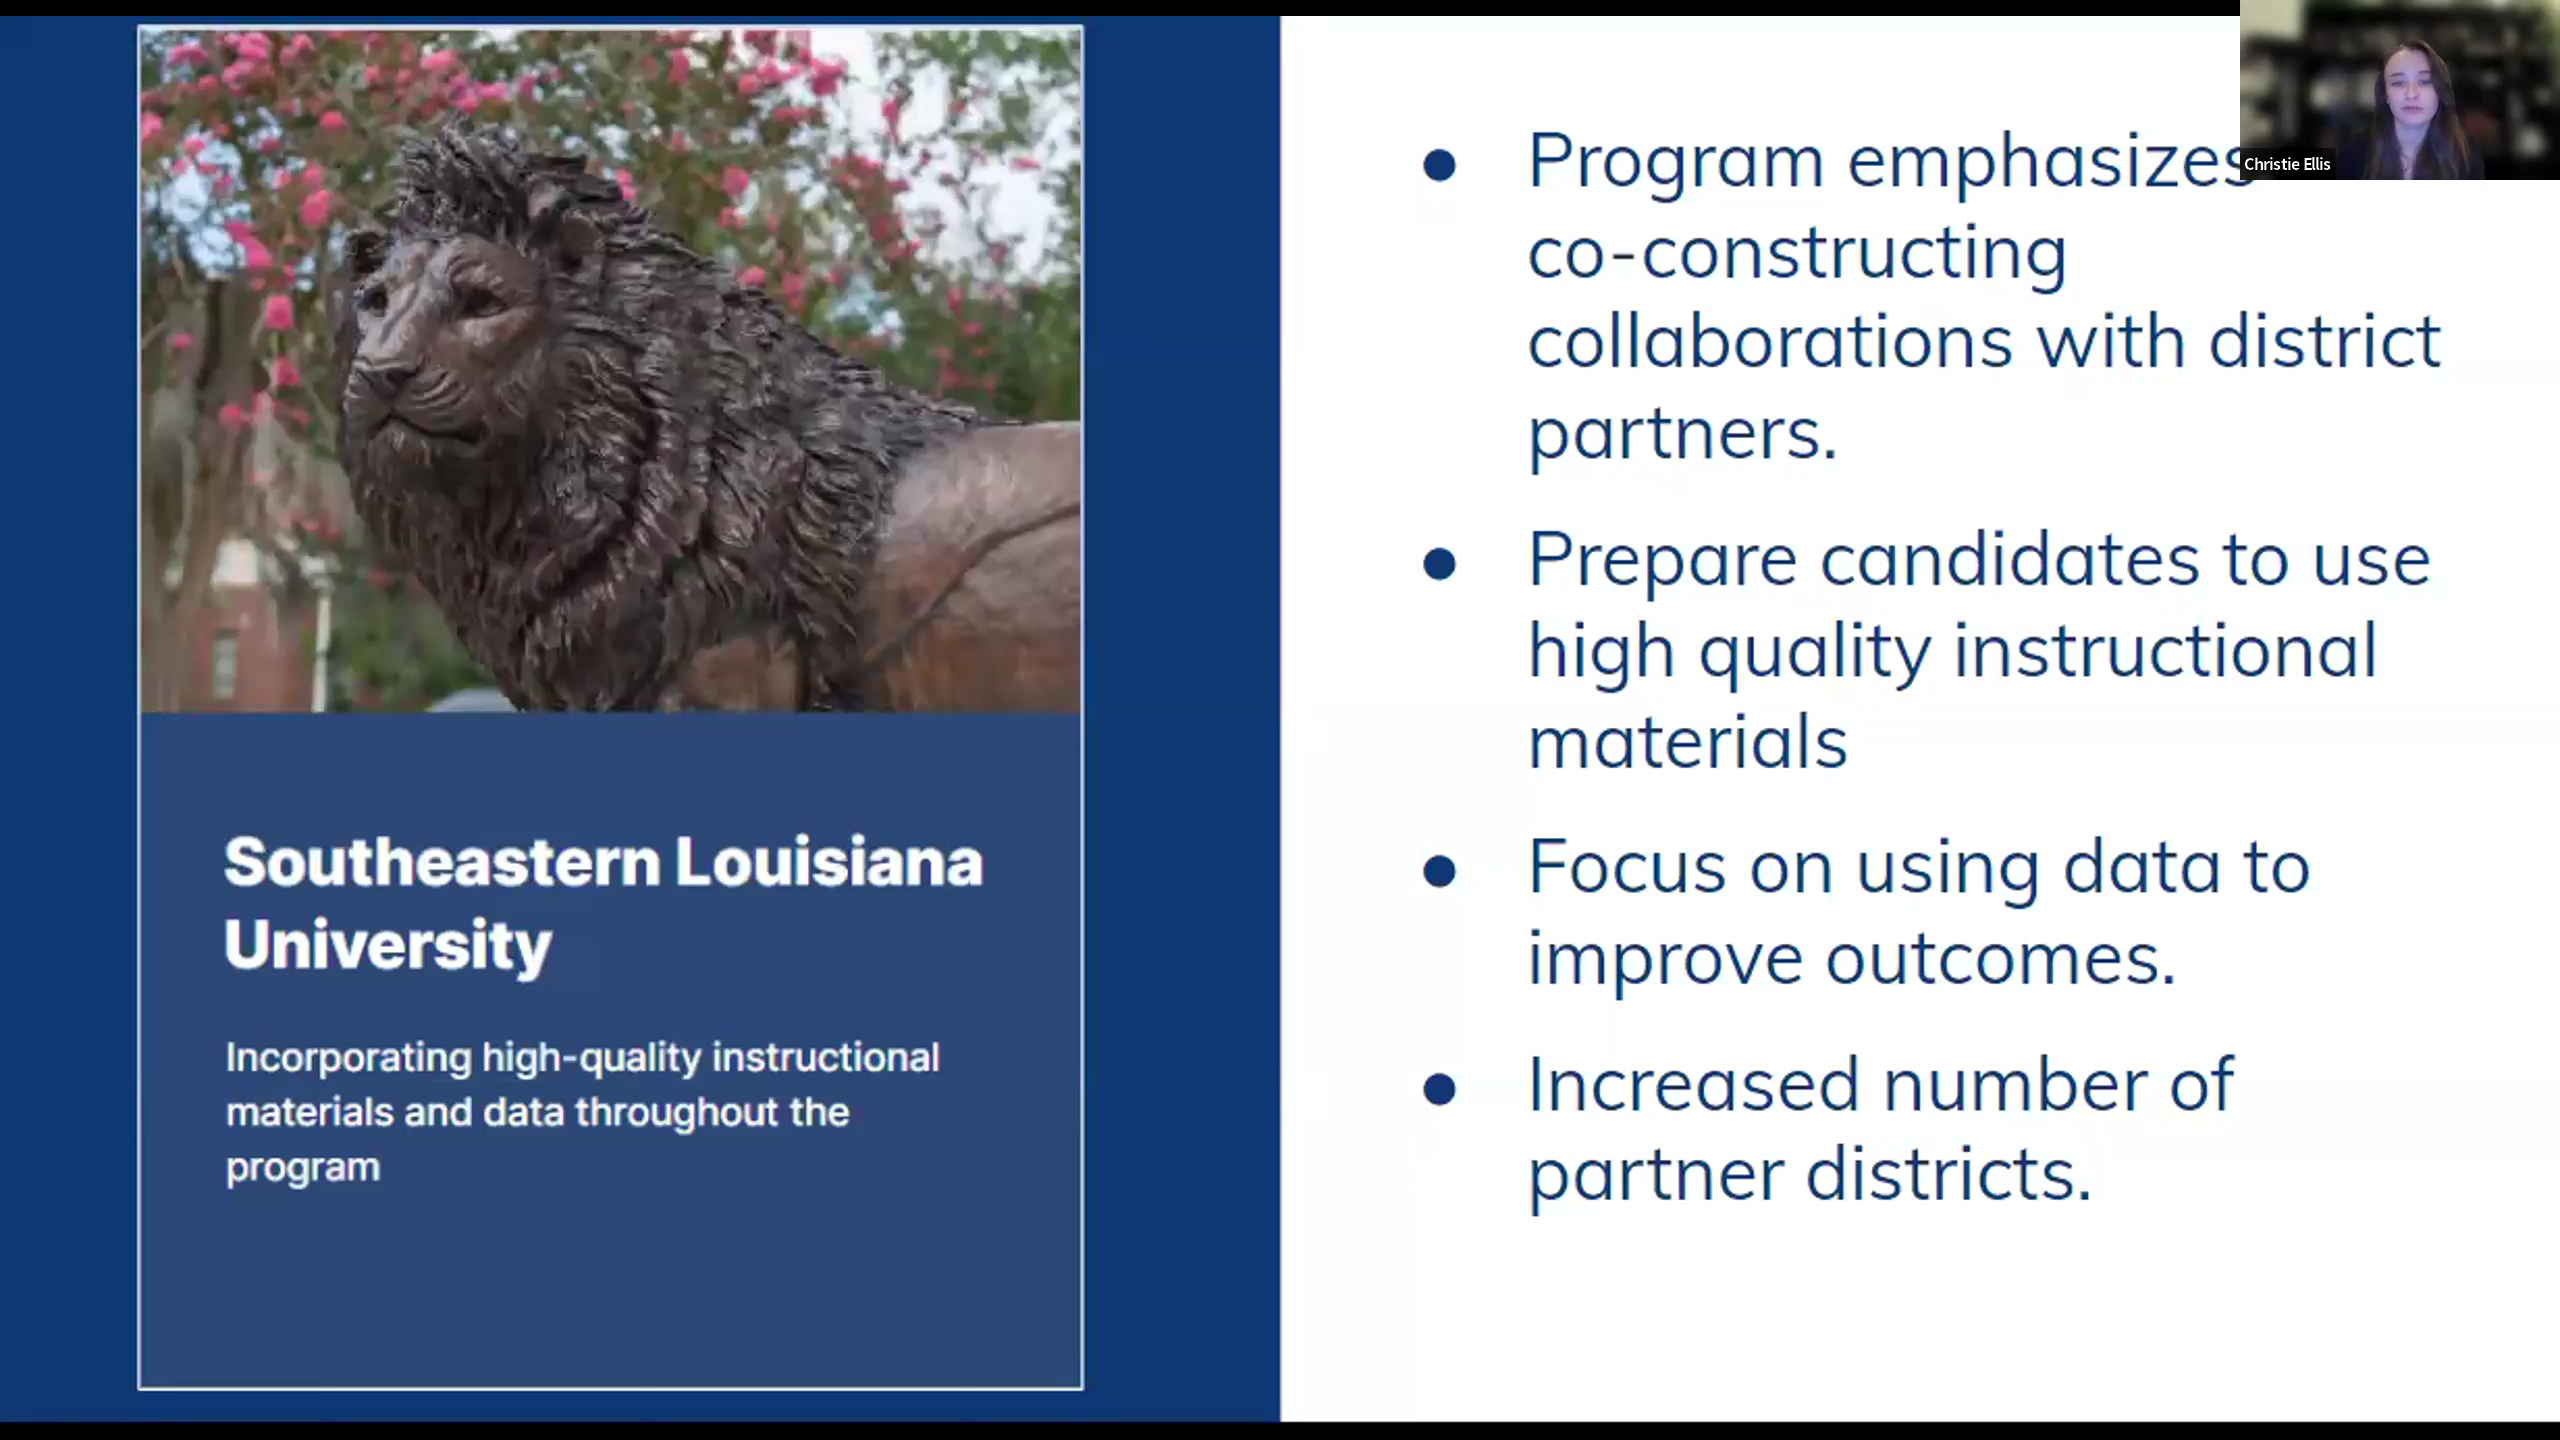 Southeastern Louisiana
University
Incorporating high-quality instructional
materials and data throughout the
program
● Program emphasizes
co-constructing
collaborations with district
partners.
● Prepare candidates to use
high quality instructional
materials
● Focus on using data to
improve outcomes.
● Increased number of
partner districts.
Christie Ellis